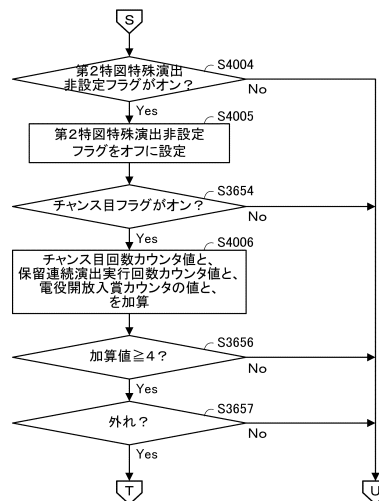 S
第２特図特殊演出
非設定フラグがオン？
S4004
No
Yes
S4005
第２特図特殊演出非設定
フラグをオフに設定
S3654
チャンス目フラグがオン？
No
Yes
S4006
チャンス目回数カウンタ値と、
保留連続演出実行回数カウンタ値と、
電役開放入賞カウンタの値と、
を加算
S3656
加算値≧４？
No
Yes
S3657
外れ？
No
Yes
T
U